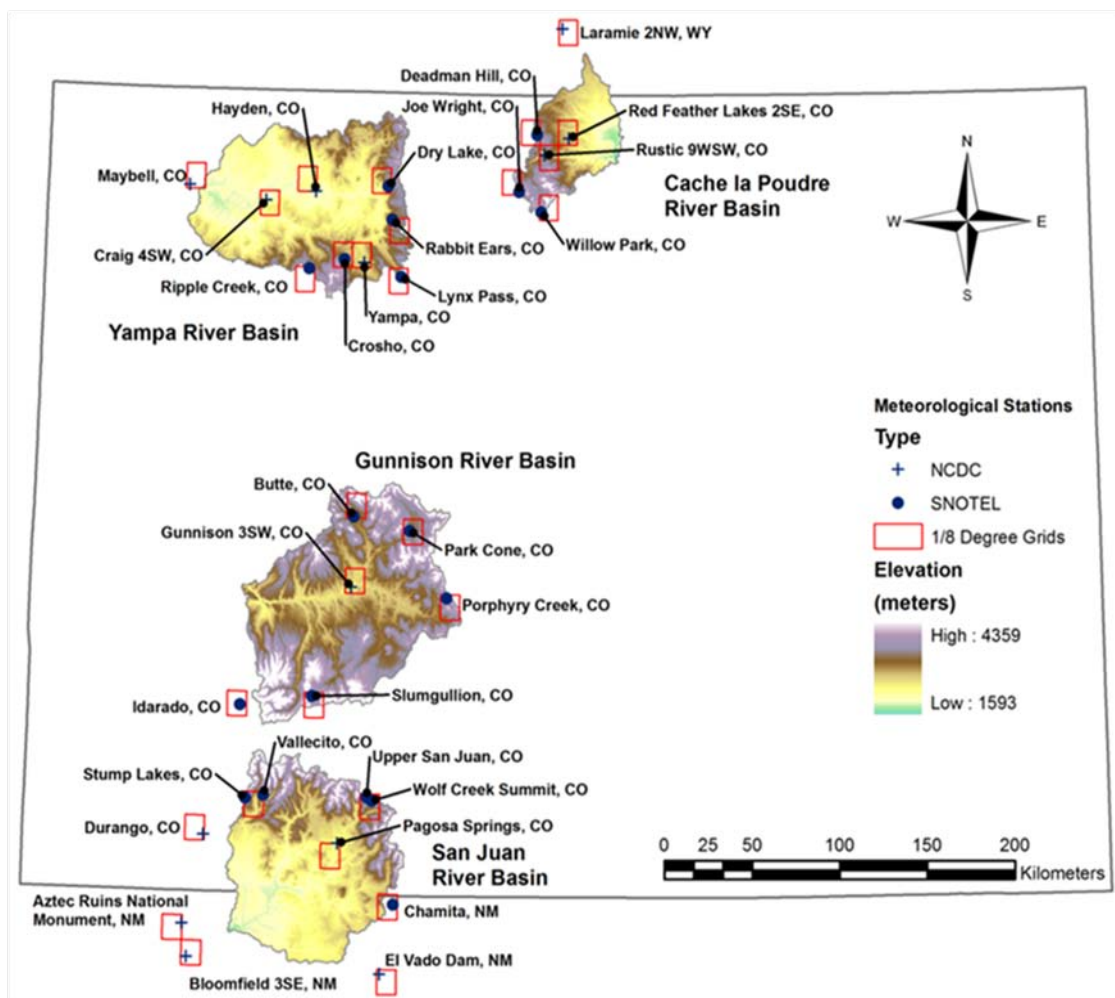 Laramie 2NW, WY
Deadman Hill, CO
Joe Wright, CO
Hayden, CO
Red Feather Lakes 2SE, CO
Dry Lake, CO
Rustic 9WSW, CO
Maybell, CO
Cache la Poudre
River Basin
Craig 4SW, CO
Rabbit Ears, CO
Willow Park, CO
Ripple Creek, CO
Lynx Pass, CO
Yampa, CO
Yampa River Basin
Crosho, CO
N
W
E
S
Meteorological Stations
Type
NCDC
SNOTEL
1/8 Degree Grids
Elevation
(meters)
High : 4359
Low : 1593
Gunnison River Basin
Butte, CO
Gunnison 3SW, CO
Park Cone, CO
Porphyry Creek, CO
Slumgullion, CO
Idarado, CO
Vallecito, CO
Upper San Juan, CO
Stump Lakes, CO
Wolf Creek Summit, CO
Durango, CO
Pagosa Springs, CO
San Juan
River Basin
0 25 50 100 150 200
Kilometers
Aztec Ruins National
Monument, NM
Chamita, NM
El Vado Dam, NM
Bloomfield 3SE, NM